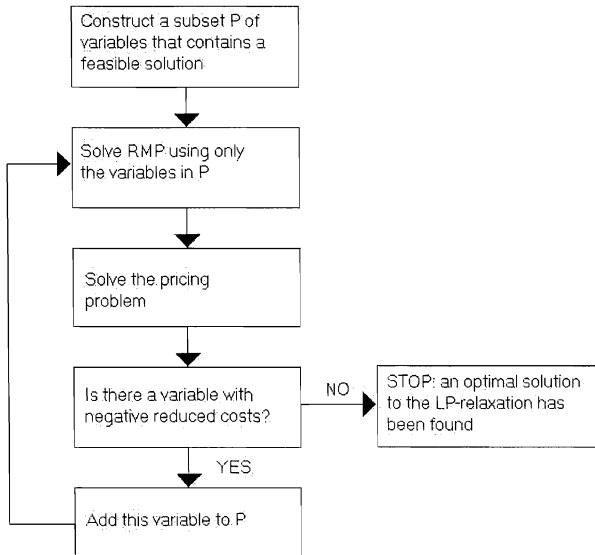 Construct a subset P of
variables that contains a
feasible solution
Solve RMP using only
the variables in P
Solve the pricing
problem
Is there a variable with
negative reduced costs?
NO
STOP: an optimal solution
to the LP-relaxation has
been found
YES
Add this variable to P